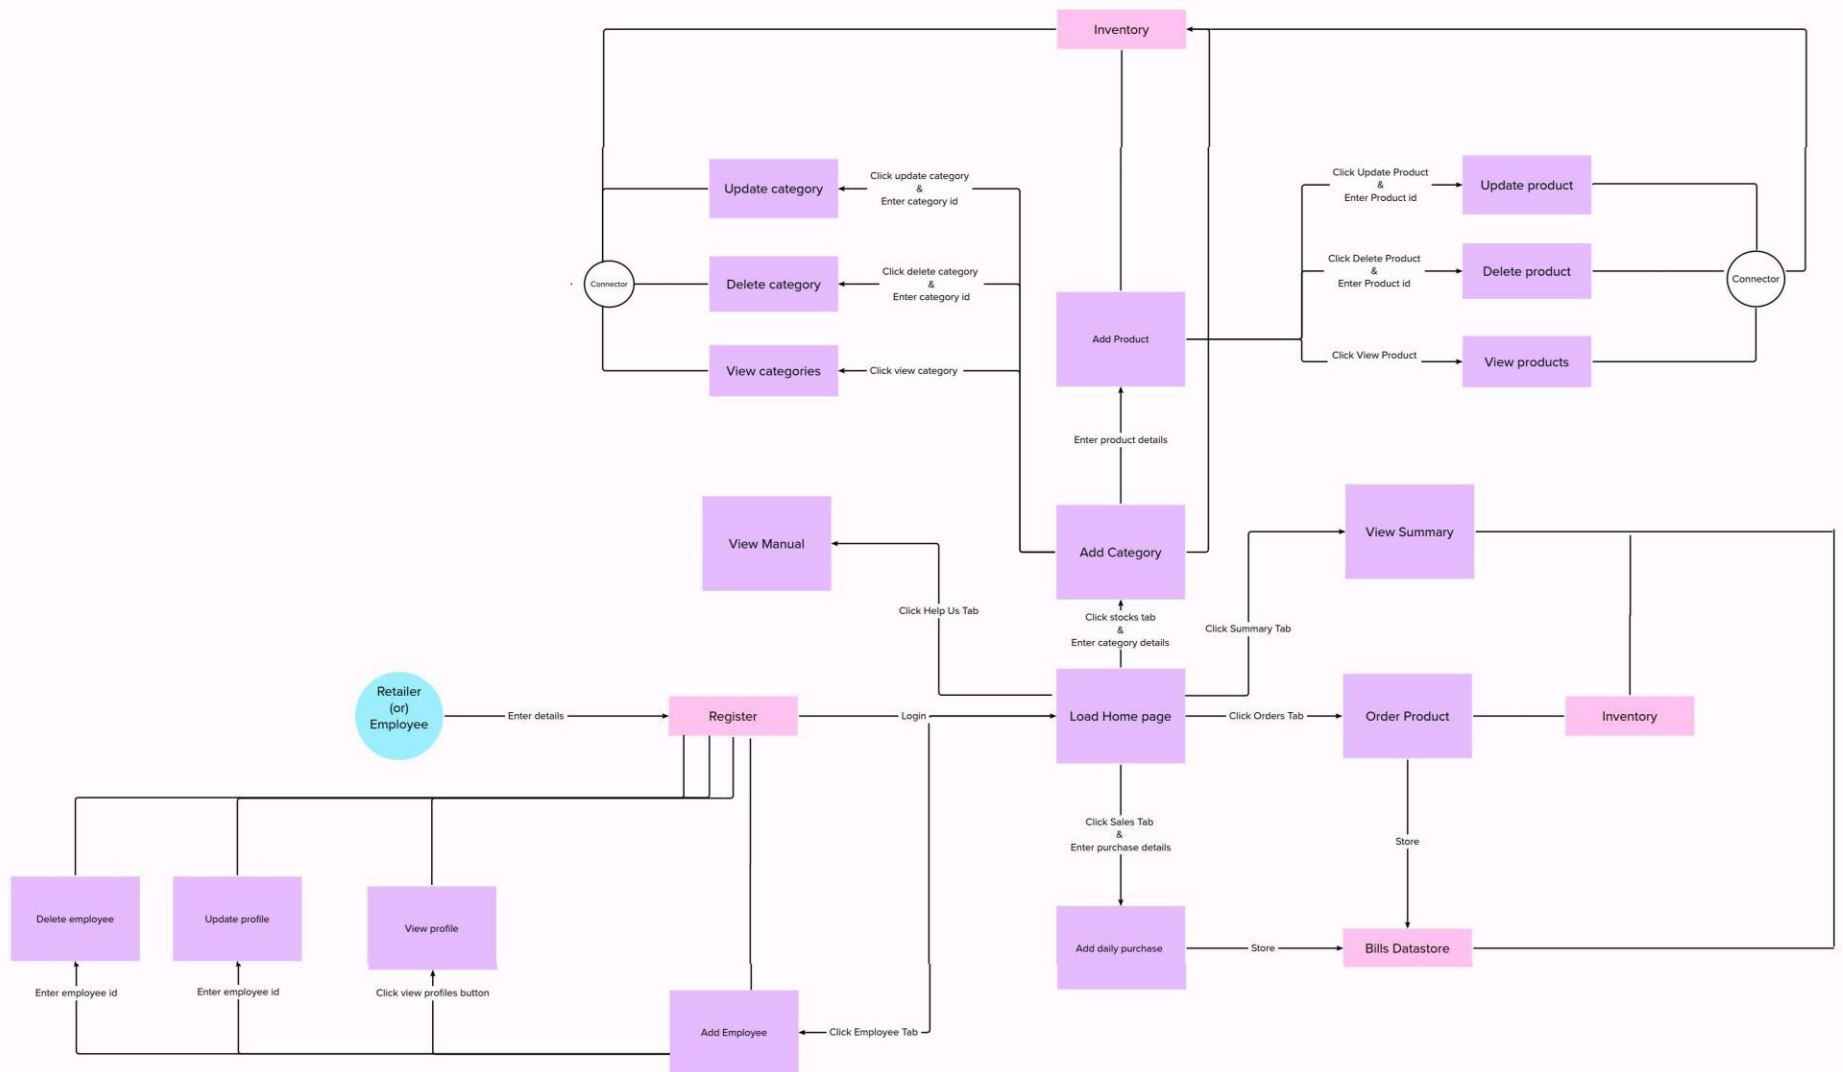 Inventory
Update category
Click update category
&
Enter category id
Click Update Product
&
Enter Product id
Update product
Connector
Delete category
Click delete category
&
Enter category id
Click Delete Product
&
Enter Product id
Delete product
Connector
Add Product
View categories
Click view category
Click View Product
View products
Enter product details
View Manual
Add Category
View Summary
Click Help Us Tab
Click stocks tab
&
Enter category details
Click Summary Tab
Retailer
(or)
Employee
Enter details
Register
Login
Load Home page
Click Orders Tab
Order Product
Inventory
Click Sales Tab
&
Enter purchase details
Store
Delete employee
Update profile
View profile
Add daily purchase
Store
Bills Datastore
Enter employee id
Enter employee id
Click view profiles button
Add Employee
Click Employee Tab